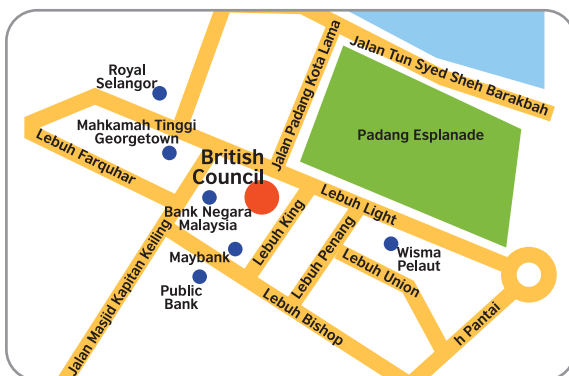 Royal
Selangor
Jalan Padang Kota Lama
Jalan Tun Syed Sheh Barakbah
Mahkamah Tinggi
Georgetown
Padang Esplanade
Lebuh Farquhar
British
Council
Bank Negara
Malaysia
Lebuh Light
Lebuh King
Lebuh Penang
Wisma
Pelaut
Maybank
Lebuh Union
Public
Bank
Jalan Masjid Kapitan Keiling
Lebuh Bishop
h Pantai